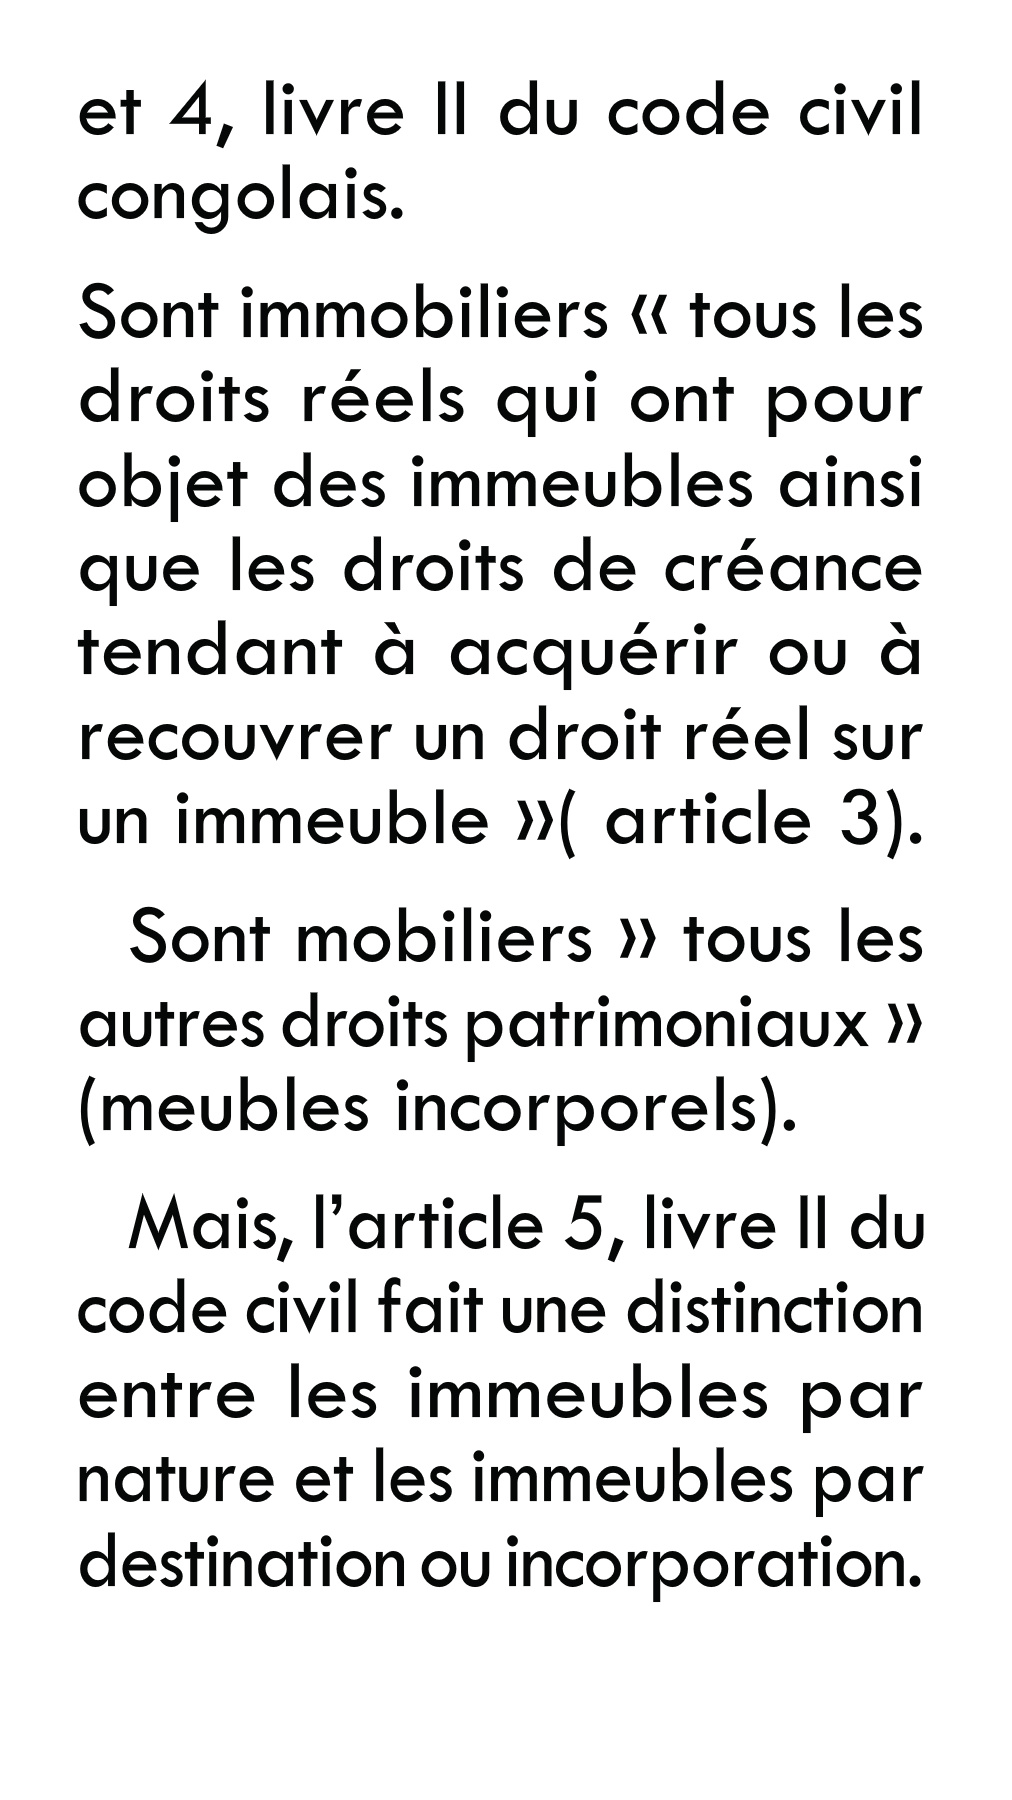 et 4, livre II du code civil
congolais.
Sont immobiliers « tous les
droits réels qui ont pour
objet des immeubles ainsi
que les droits de créance
tendant à acquérir ou à
recouvrer un droit réel sur
un immeuble »( article 3).
Sont mobiliers » tous les
autres droits patrimoniaux »
(meubles incorporels).
Mais, l’article 5, livre II du
code civil fait une distinction
entre les immeubles par
nature et les immeubles par
destination ou incorporation.